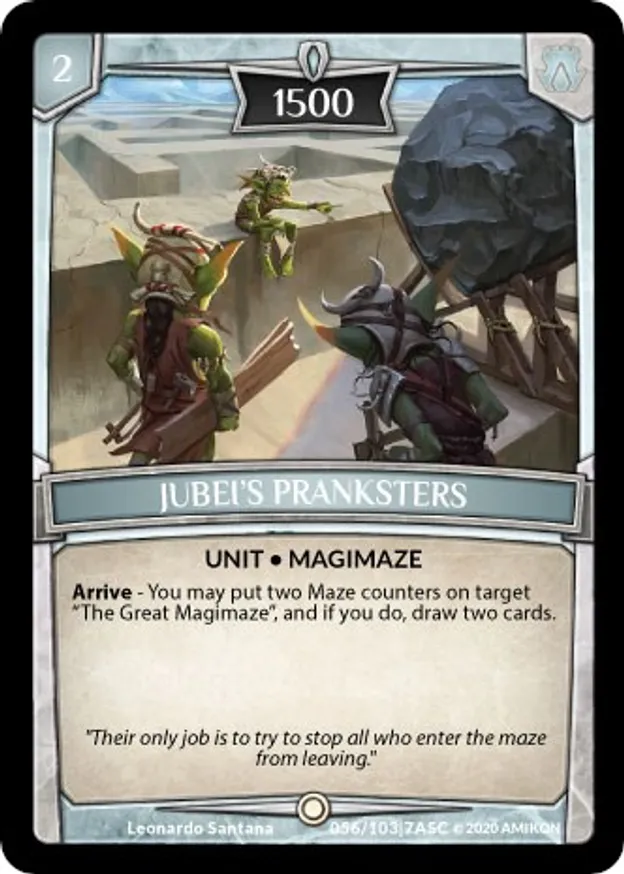 2
1500
JUBEI'S PRANKSTERS
UNIT • MAGIMAZE
Arrive - You may put two Maze counters on target
"The Great Magimaze", and if you do, draw two cards.
"Their only job is to try to stop all who enter the maze
from leaving."
Leonardo Santana 096/103|7ASC © 2020 AMIKON